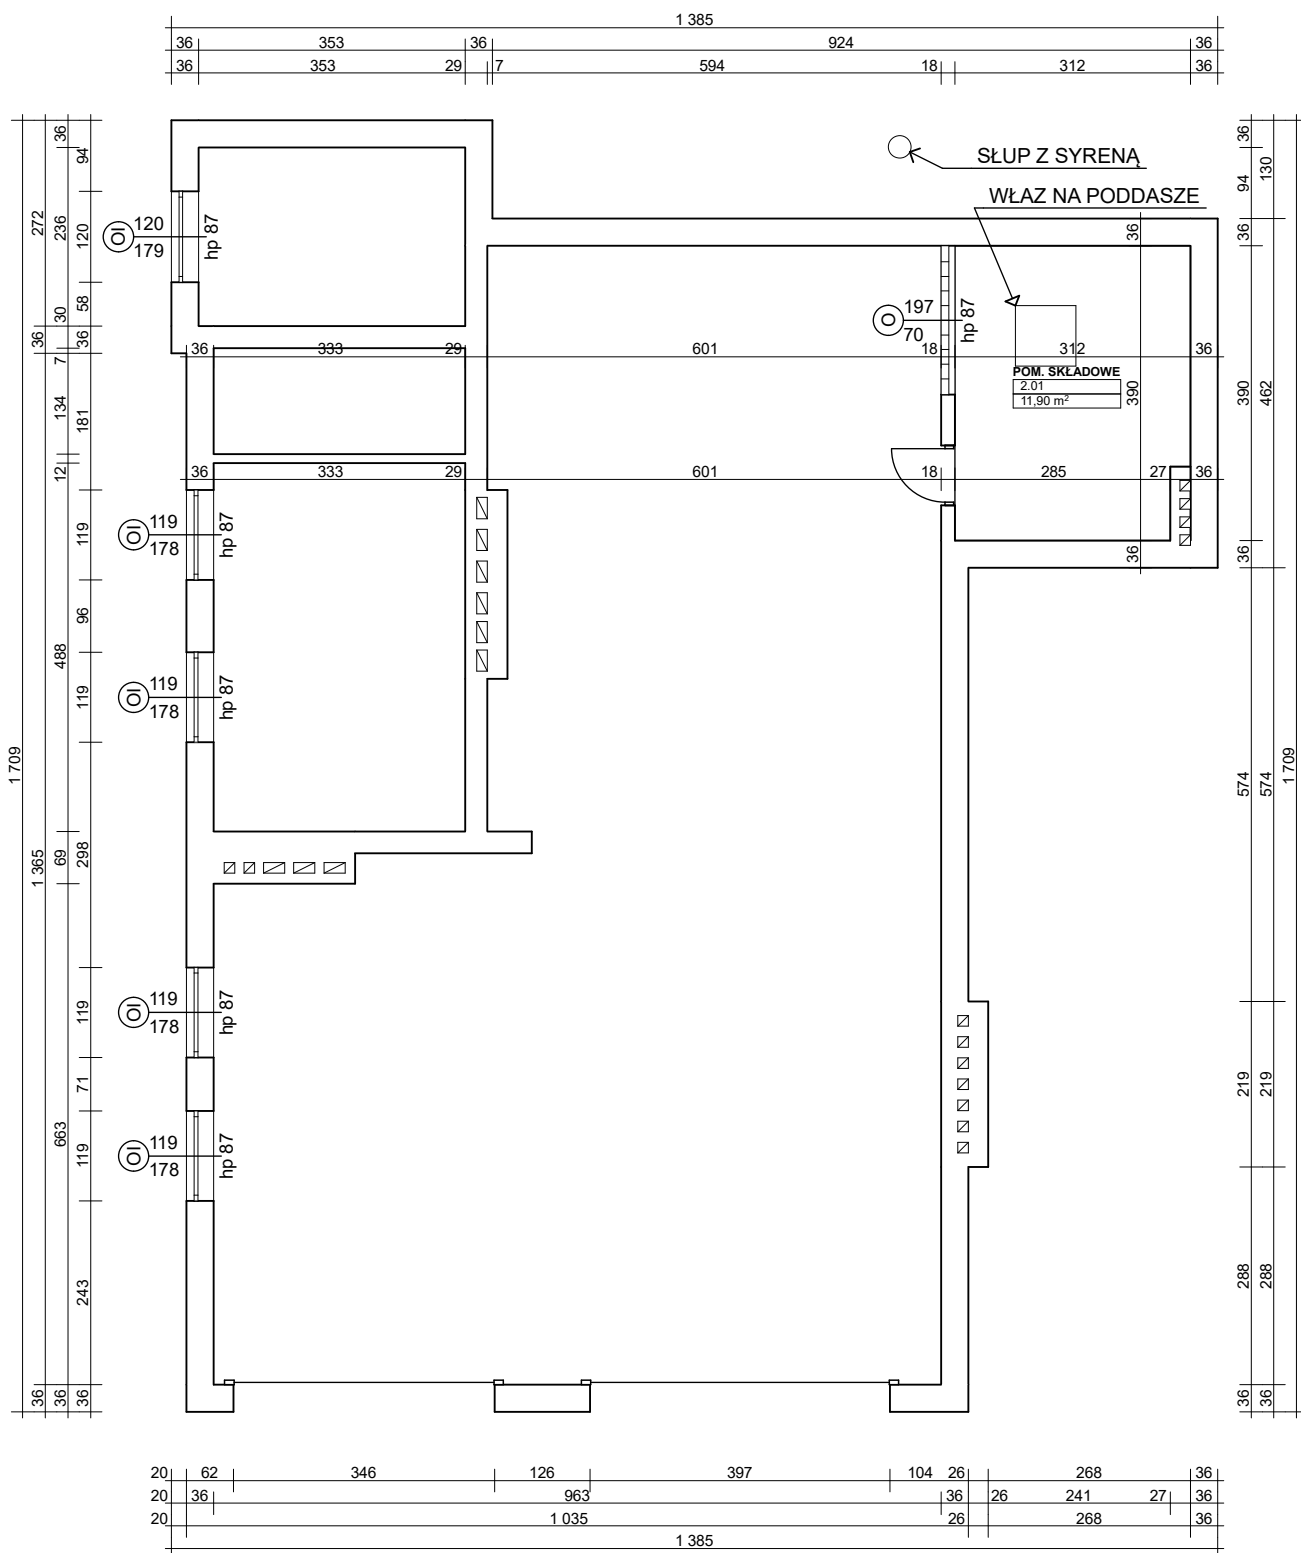 1 385
36 353 36 924 36
36 353 29 7 594 18 312 36
SŁUP Z SYRENĄ
WŁAZ NA PODDASZE
OI 120 179 hp 87
O 197 70 hp 87
36 333 29 601 18 312 36
POM. SKŁADOWE
2.01
11,90 m²
36 333 29 601 18 285 27 36
36 390 36
OI 119 178 hp 87
OI 119 178 hp 87
OI 119 178 hp 87
OI 119 178 hp 87
1 709
272 36 1 365 36
36 236 30 7 134 12 488 69 663 36
94 120 58 36 181 119 96 119 298 119 71 119 243 36
36 94 36 390 36 574 219 288 36
130 462 574 219 288 36
1 709
20 62 346 126 397 104 26 268 36
20 36 963 36 26 241 27 36
20 1 035 26 268 36
1 385